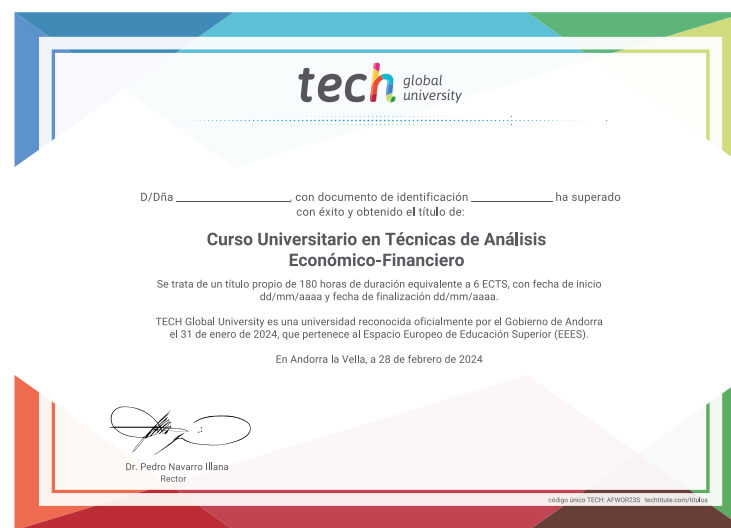 tech global
university
D/Dña ______________, con documento de identificación __________ ha superado
con éxito y obtenido el título de:
Curso Universitario en Técnicas de Análisis
Económico-Financiero
Se trata de un título propio de 180 horas de duración equivalente a 6 ECTS, con fecha de inicio
dd/mm/aaaa y fecha de finalización dd/mm/aaaa.
TECH Global University es una universidad reconocida oficialmente por el Gobierno de Andorra
el 31 de enero de 2024, que pertenece al Espacio Europeo de Educación Superior (EEES).
En Andorra la Vella, a 28 de febrero de 2024
Dr. Pedro Navarro Illana
Rector
código único TECH: AFWOR23S techtitute.com/titulos